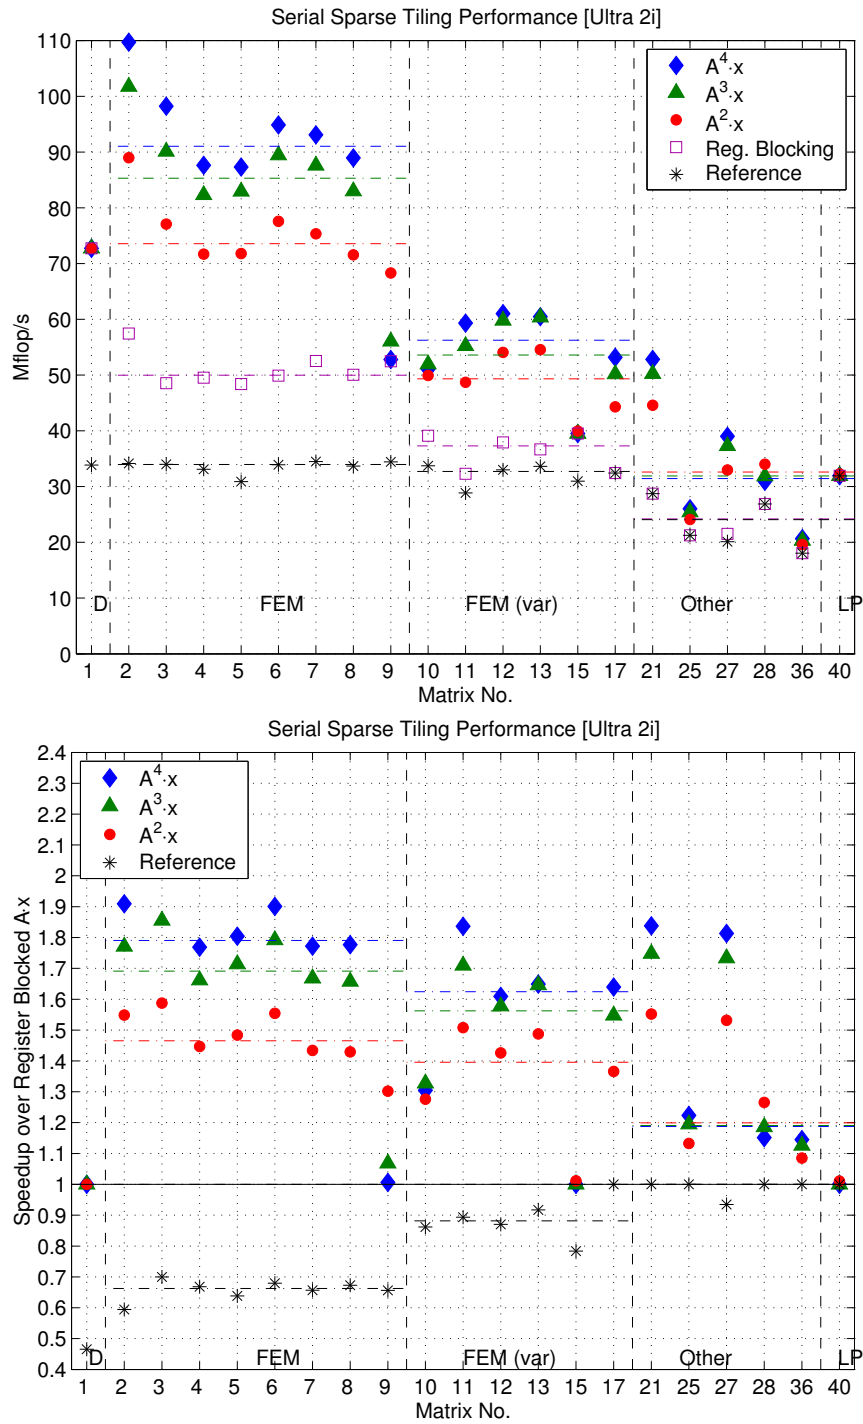 Serial Sparse Tiling Performance [Ultra 2i]
110
100
90
80
70
60
50
40
30
20
10
0
Mflop/s
A⁴·x
A³·x
A²·x
Reg. Blocking
Reference
D FEM FEM (var) Other LP
1 2 3 4 5 6 7 8 9 10 11 12 13 15 17 21 25 27 28 36 40
Matrix No.
Serial Sparse Tiling Performance [Ultra 2i]
2.4
2.3
2.2
2.1
2
1.9
1.8
1.7
1.6
1.5
1.4
1.3
1.2
1.1
1
0.9
0.8
0.7
0.6
0.5
0.4
Speedup over Register Blocked A·x
A⁴·x
A³·x
A²·x
Reference
D FEM FEM (var) Other LP
1 2 3 4 5 6 7 8 9 10 11 12 13 15 17 21 25 27 28 36 40
Matrix No.